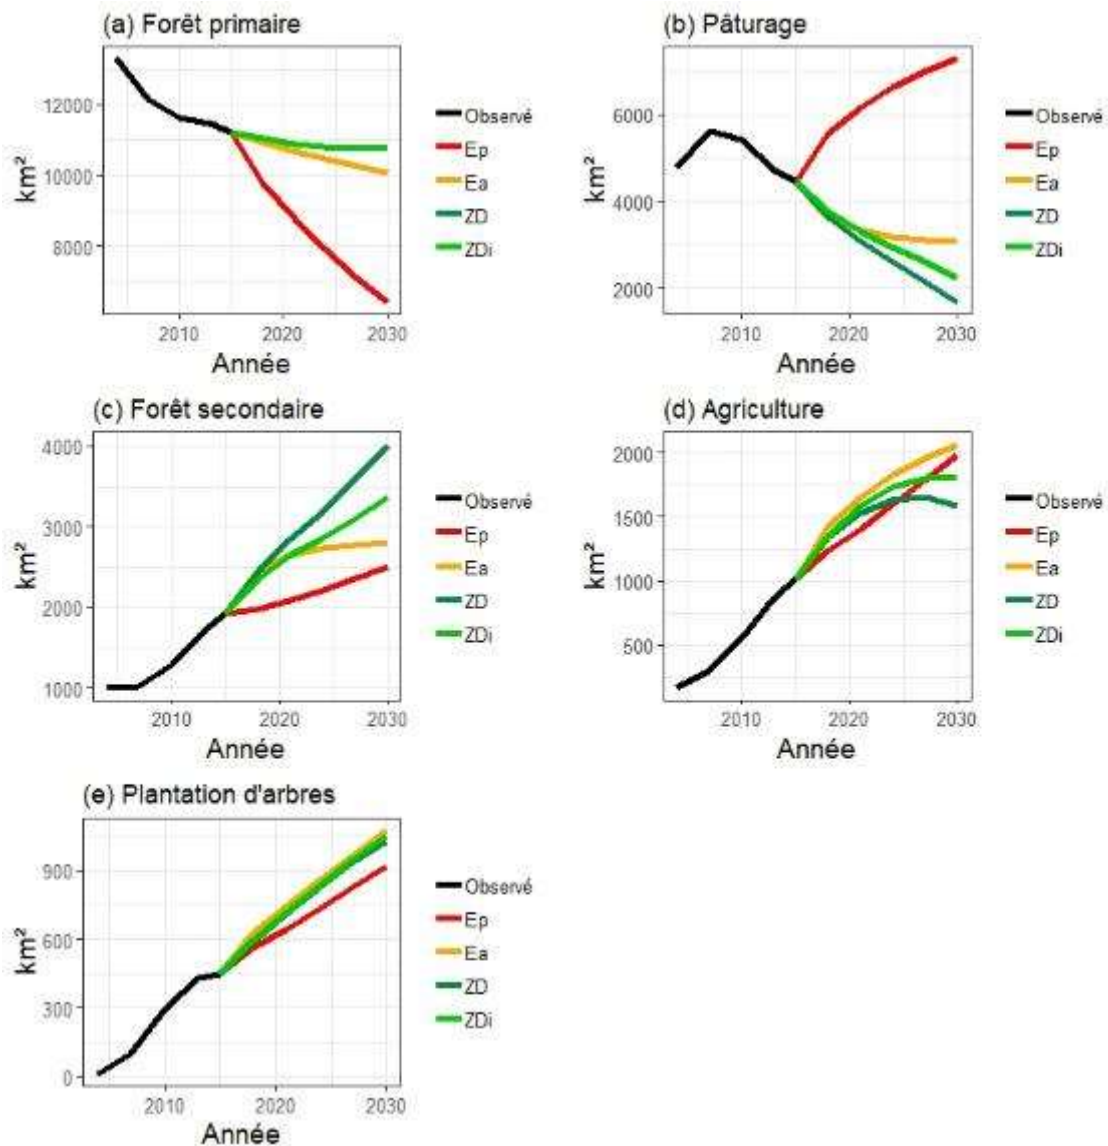 (a) Forêt primaire
km²
12000
10000
8000
2010 2020 2030
Année
Observé
Ep
Ea
ZD
ZDi
(b) Pâturage
km²
6000
4000
2000
2010 2020 2030
Année
Observé
Ep
Ea
ZD
ZDi
(c) Forêt secondaire
km²
4000
3000
2000
1000
2010 2020 2030
Année
Observé
Ep
Ea
ZD
ZDi
(d) Agriculture
km²
2000
1500
1000
500
2010 2020 2030
Année
Observé
Ep
Ea
ZD
ZDi
(e) Plantation d'arbres
km²
900
600
300
0
2010 2020 2030
Année
Observé
Ep
Ea
ZD
ZDi